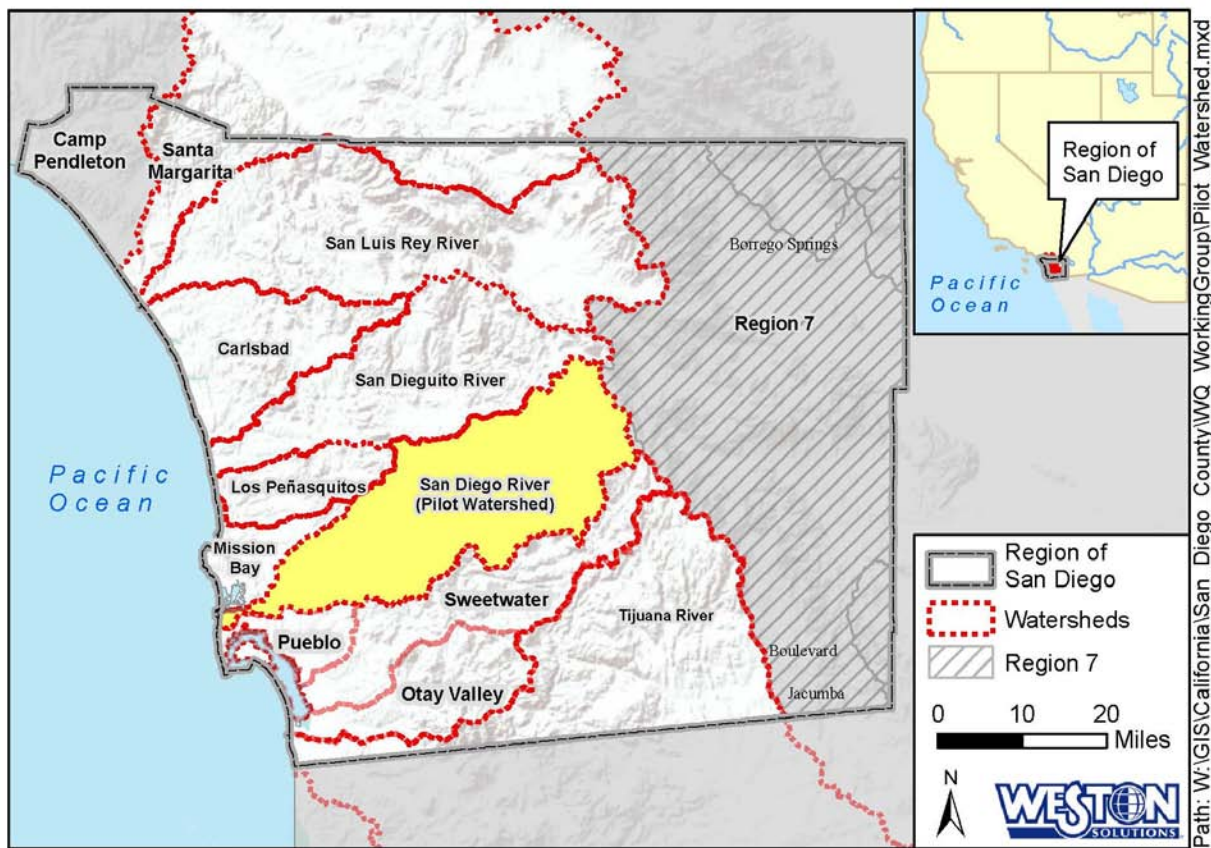 Camp
Pendleton
Santa
Margarita
San Luis Rey River
Borrego Springs
Region 7
Carlsbad
San Dieguito River
Pacific
Ocean
Los Peñasquitos
San Diego River
(Pilot Watershed)
Mission
Bay
Sweetwater
Pueblo
Tijuana River
Otay Valley
Boulevard
Jacumba
Region of
San Diego
Pacific
Ocean
Region of
San Diego
Watersheds
Region 7
0 10 20
Miles
N
WESTON
SOLUTIONS
Path: W:\GIS\California\San Diego County\WQ WorkingGroup\Pilot Watershed.mxd